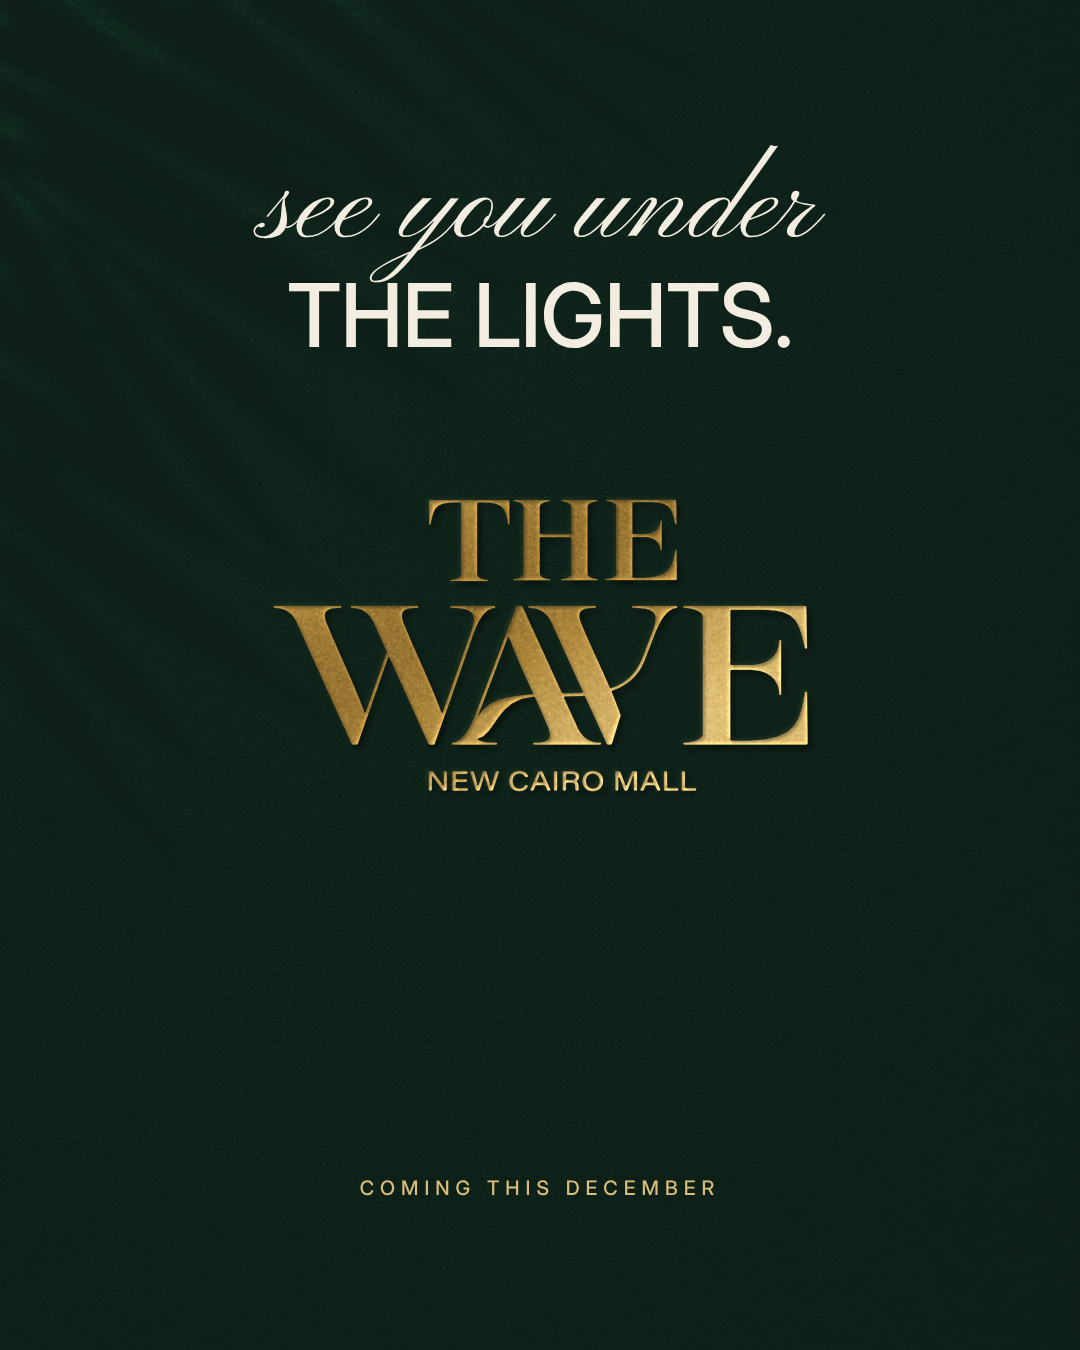 see you under
THE LIGHTS.
THE
WAVE
NEW CAIRO MALL
COMING THIS DECEMBER